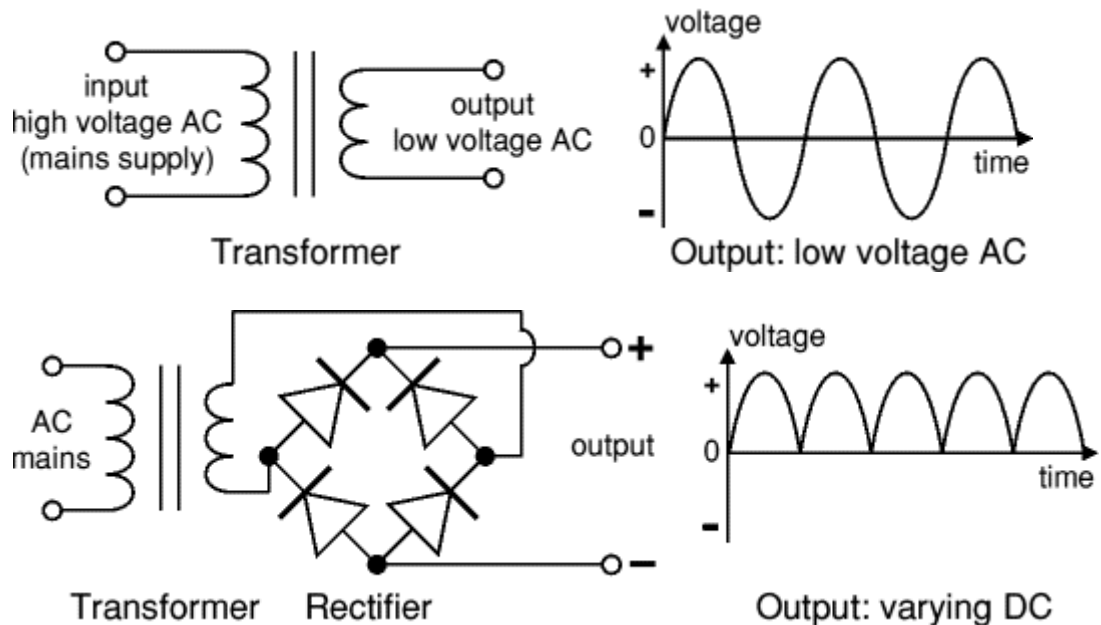 input
high voltage AC
(mains supply)
output
low voltage AC
Transformer
voltage
+
0
-
time
Output: low voltage AC
AC
mains
+
output
−
Transformer
Rectifier
voltage
+
0
-
time
Output: varying DC